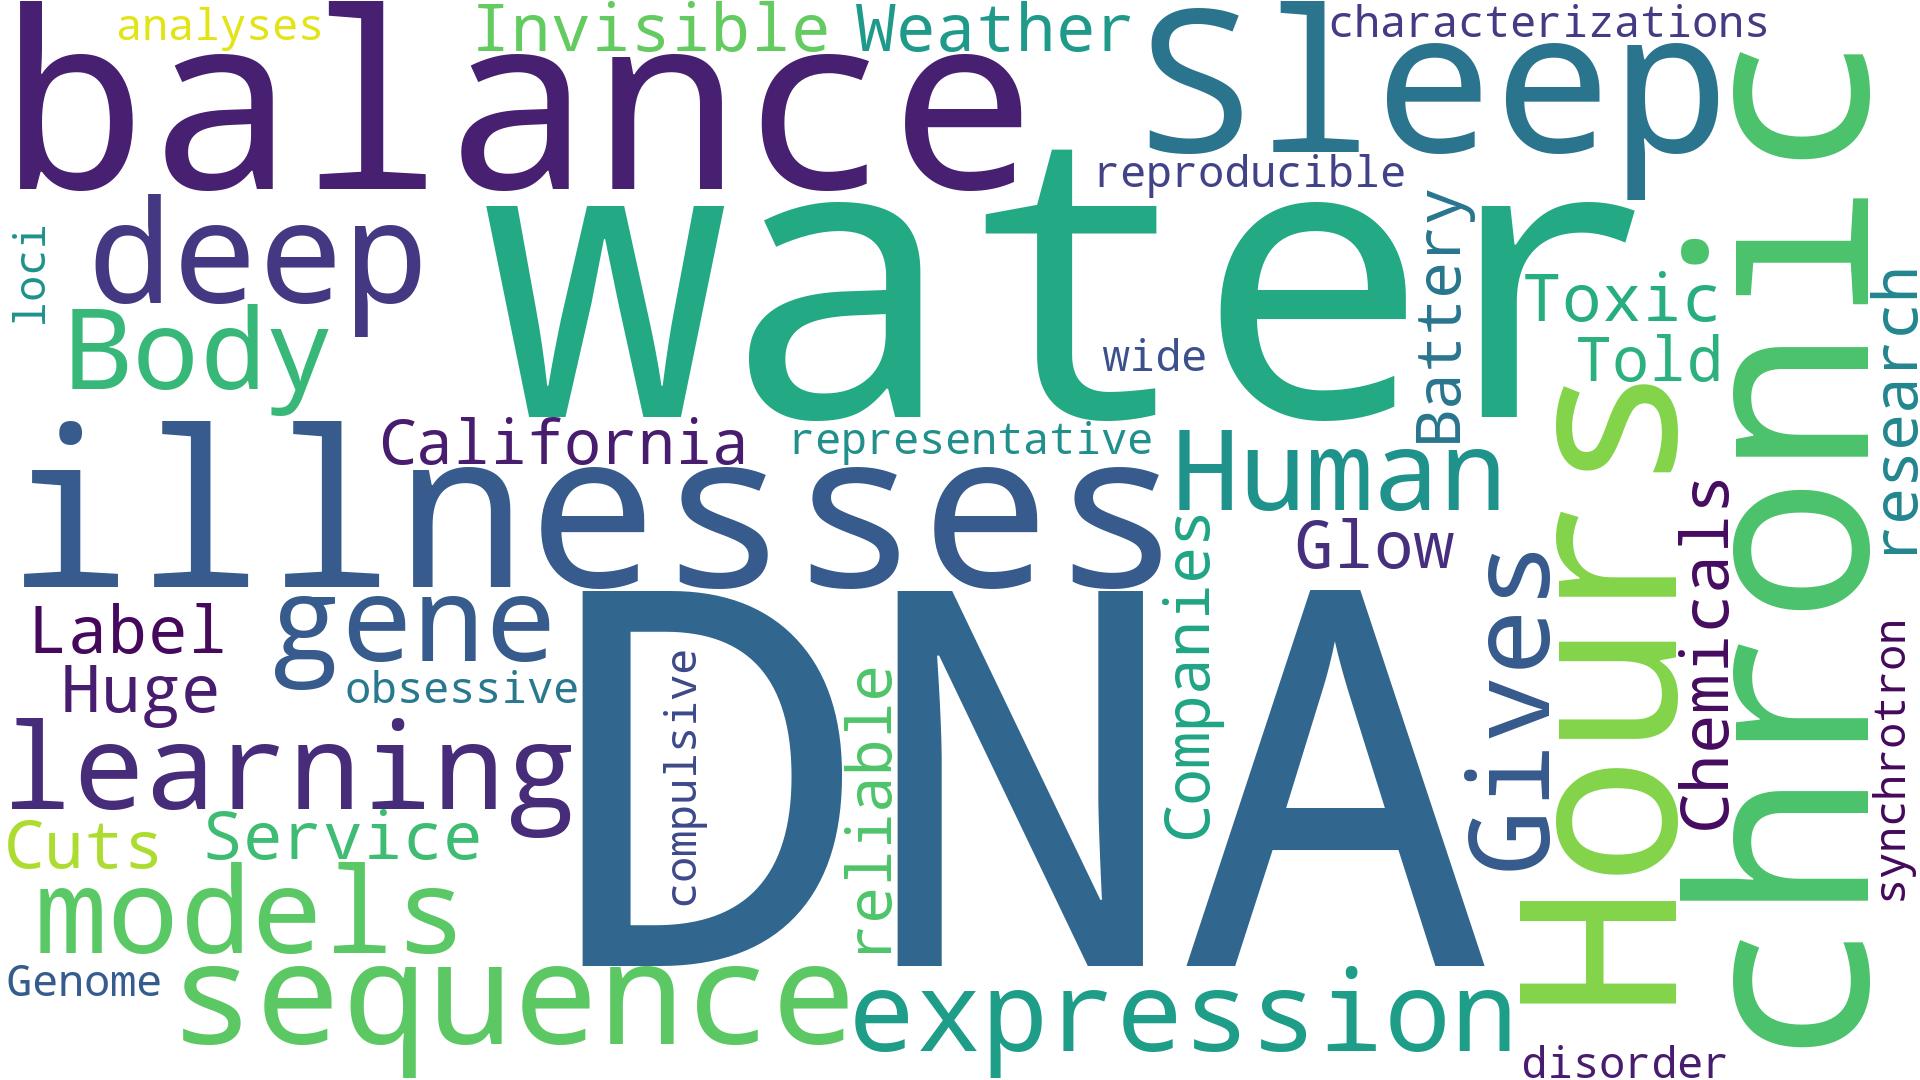 analyses
Invisible
Weather
characterizations
balance
Sleep
reproducible
water
deep
loci
Body
Battery
Toxic
Told
wide
chronic
research
California
representative
illnesses
Human
Hours
Glow
Companies
Chemicals
Gives
Label
gene
Huge
obsessive
DNA
compulsive
reliable
synchrotron
learning
Cuts
Service
models
Genome
sequence
expression
disorder